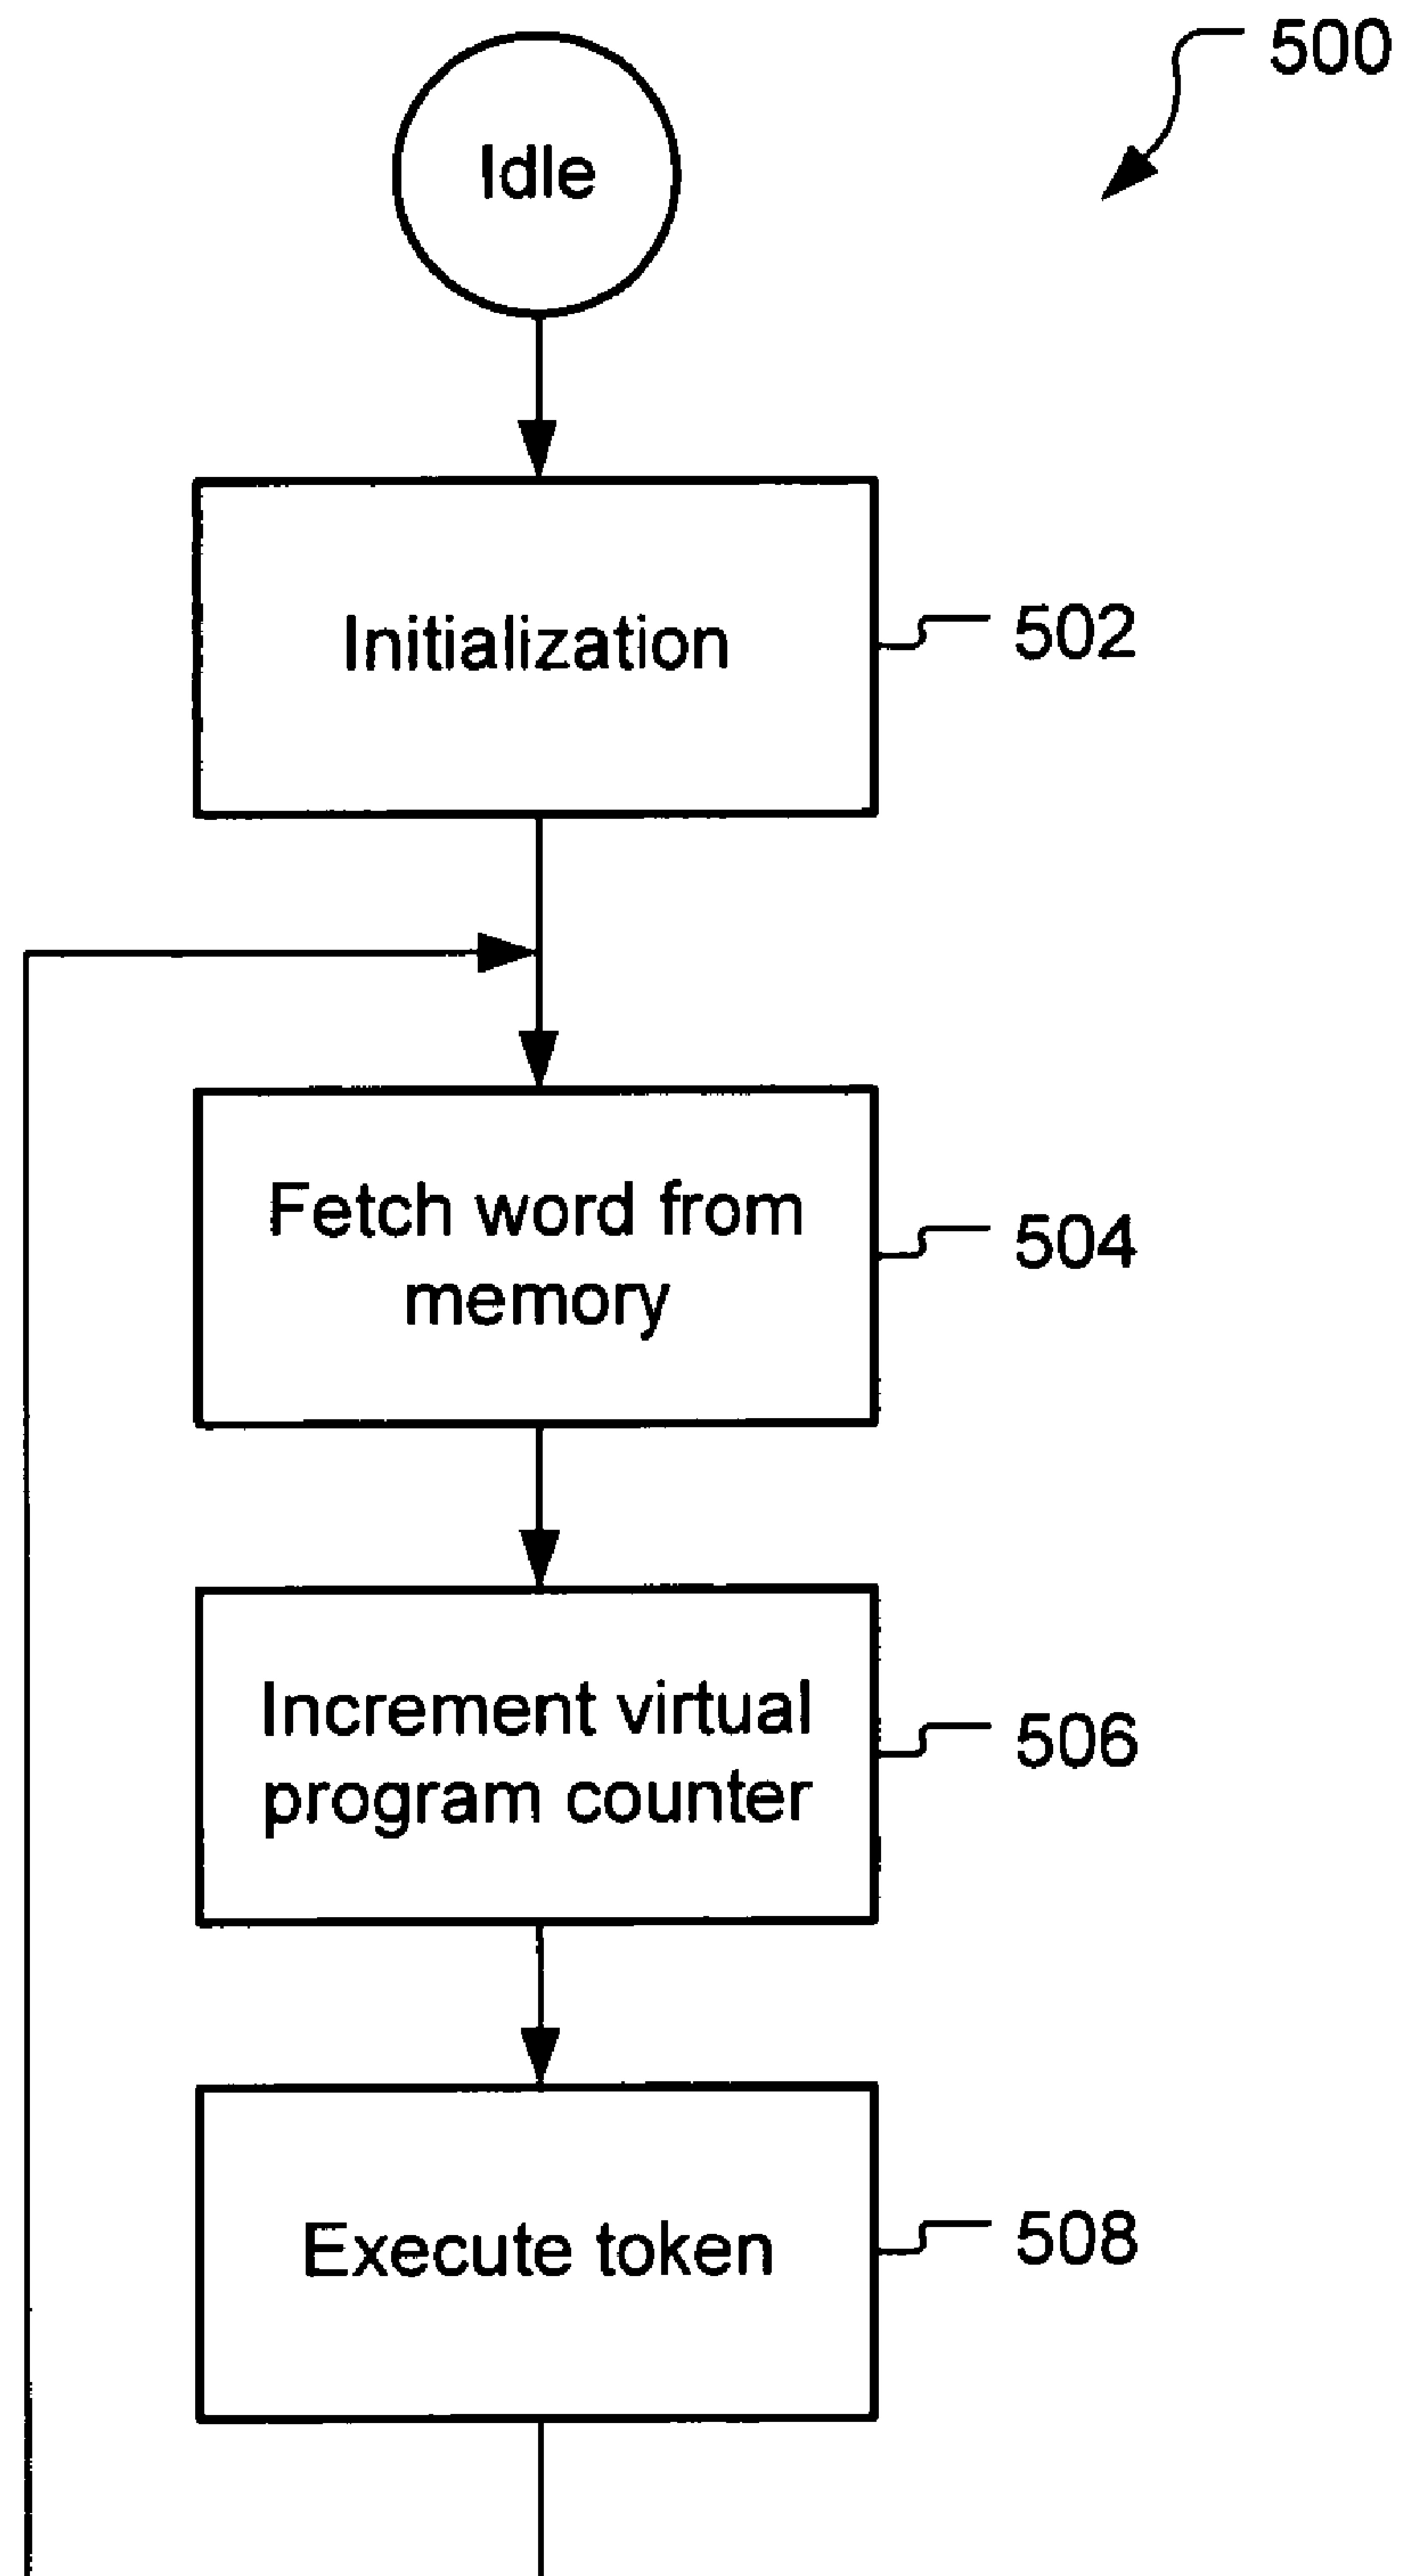 500
Idle
Initialization
502
Fetch word from
memory
504
Increment virtual
program counter
506
Execute token
508